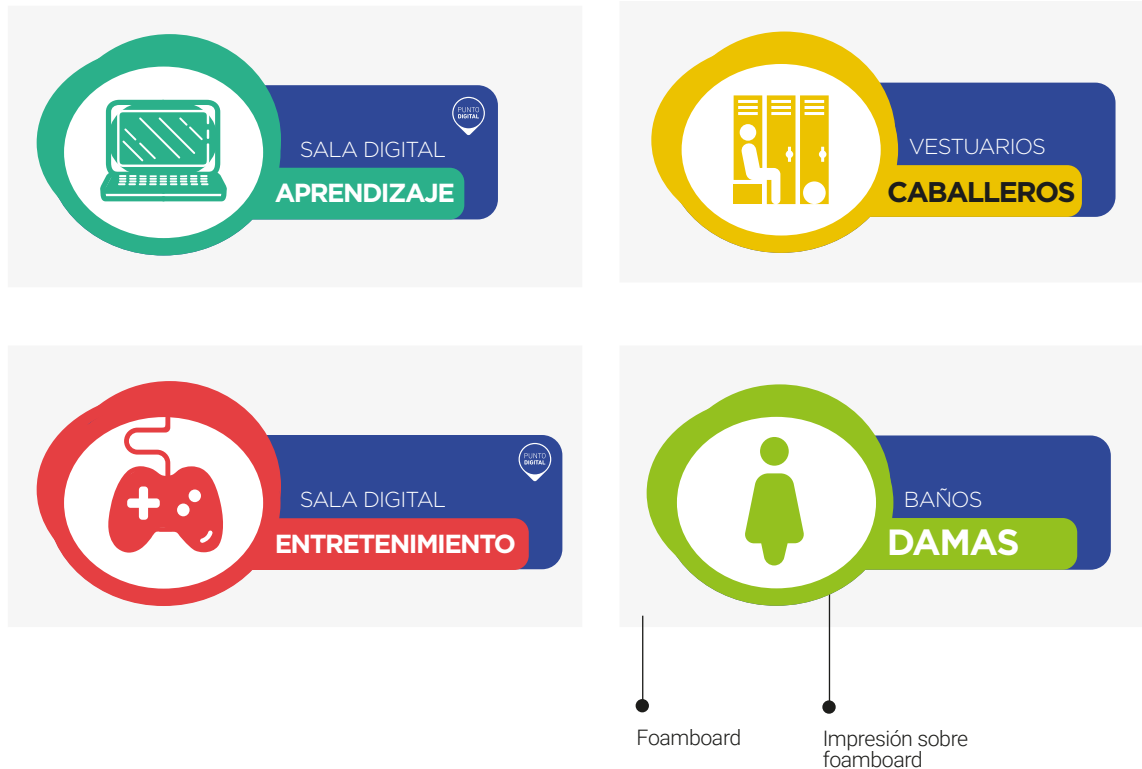 PUNTO
DIGITAL
SALA DIGITAL
APRENDIZAJE
VESTUARIOS
CABALLEROS
PUNTO
DIGITAL
SALA DIGITAL
ENTRETENIMIENTO
BAÑOS
DAMAS
Foamboard
Impresión sobre
foamboard